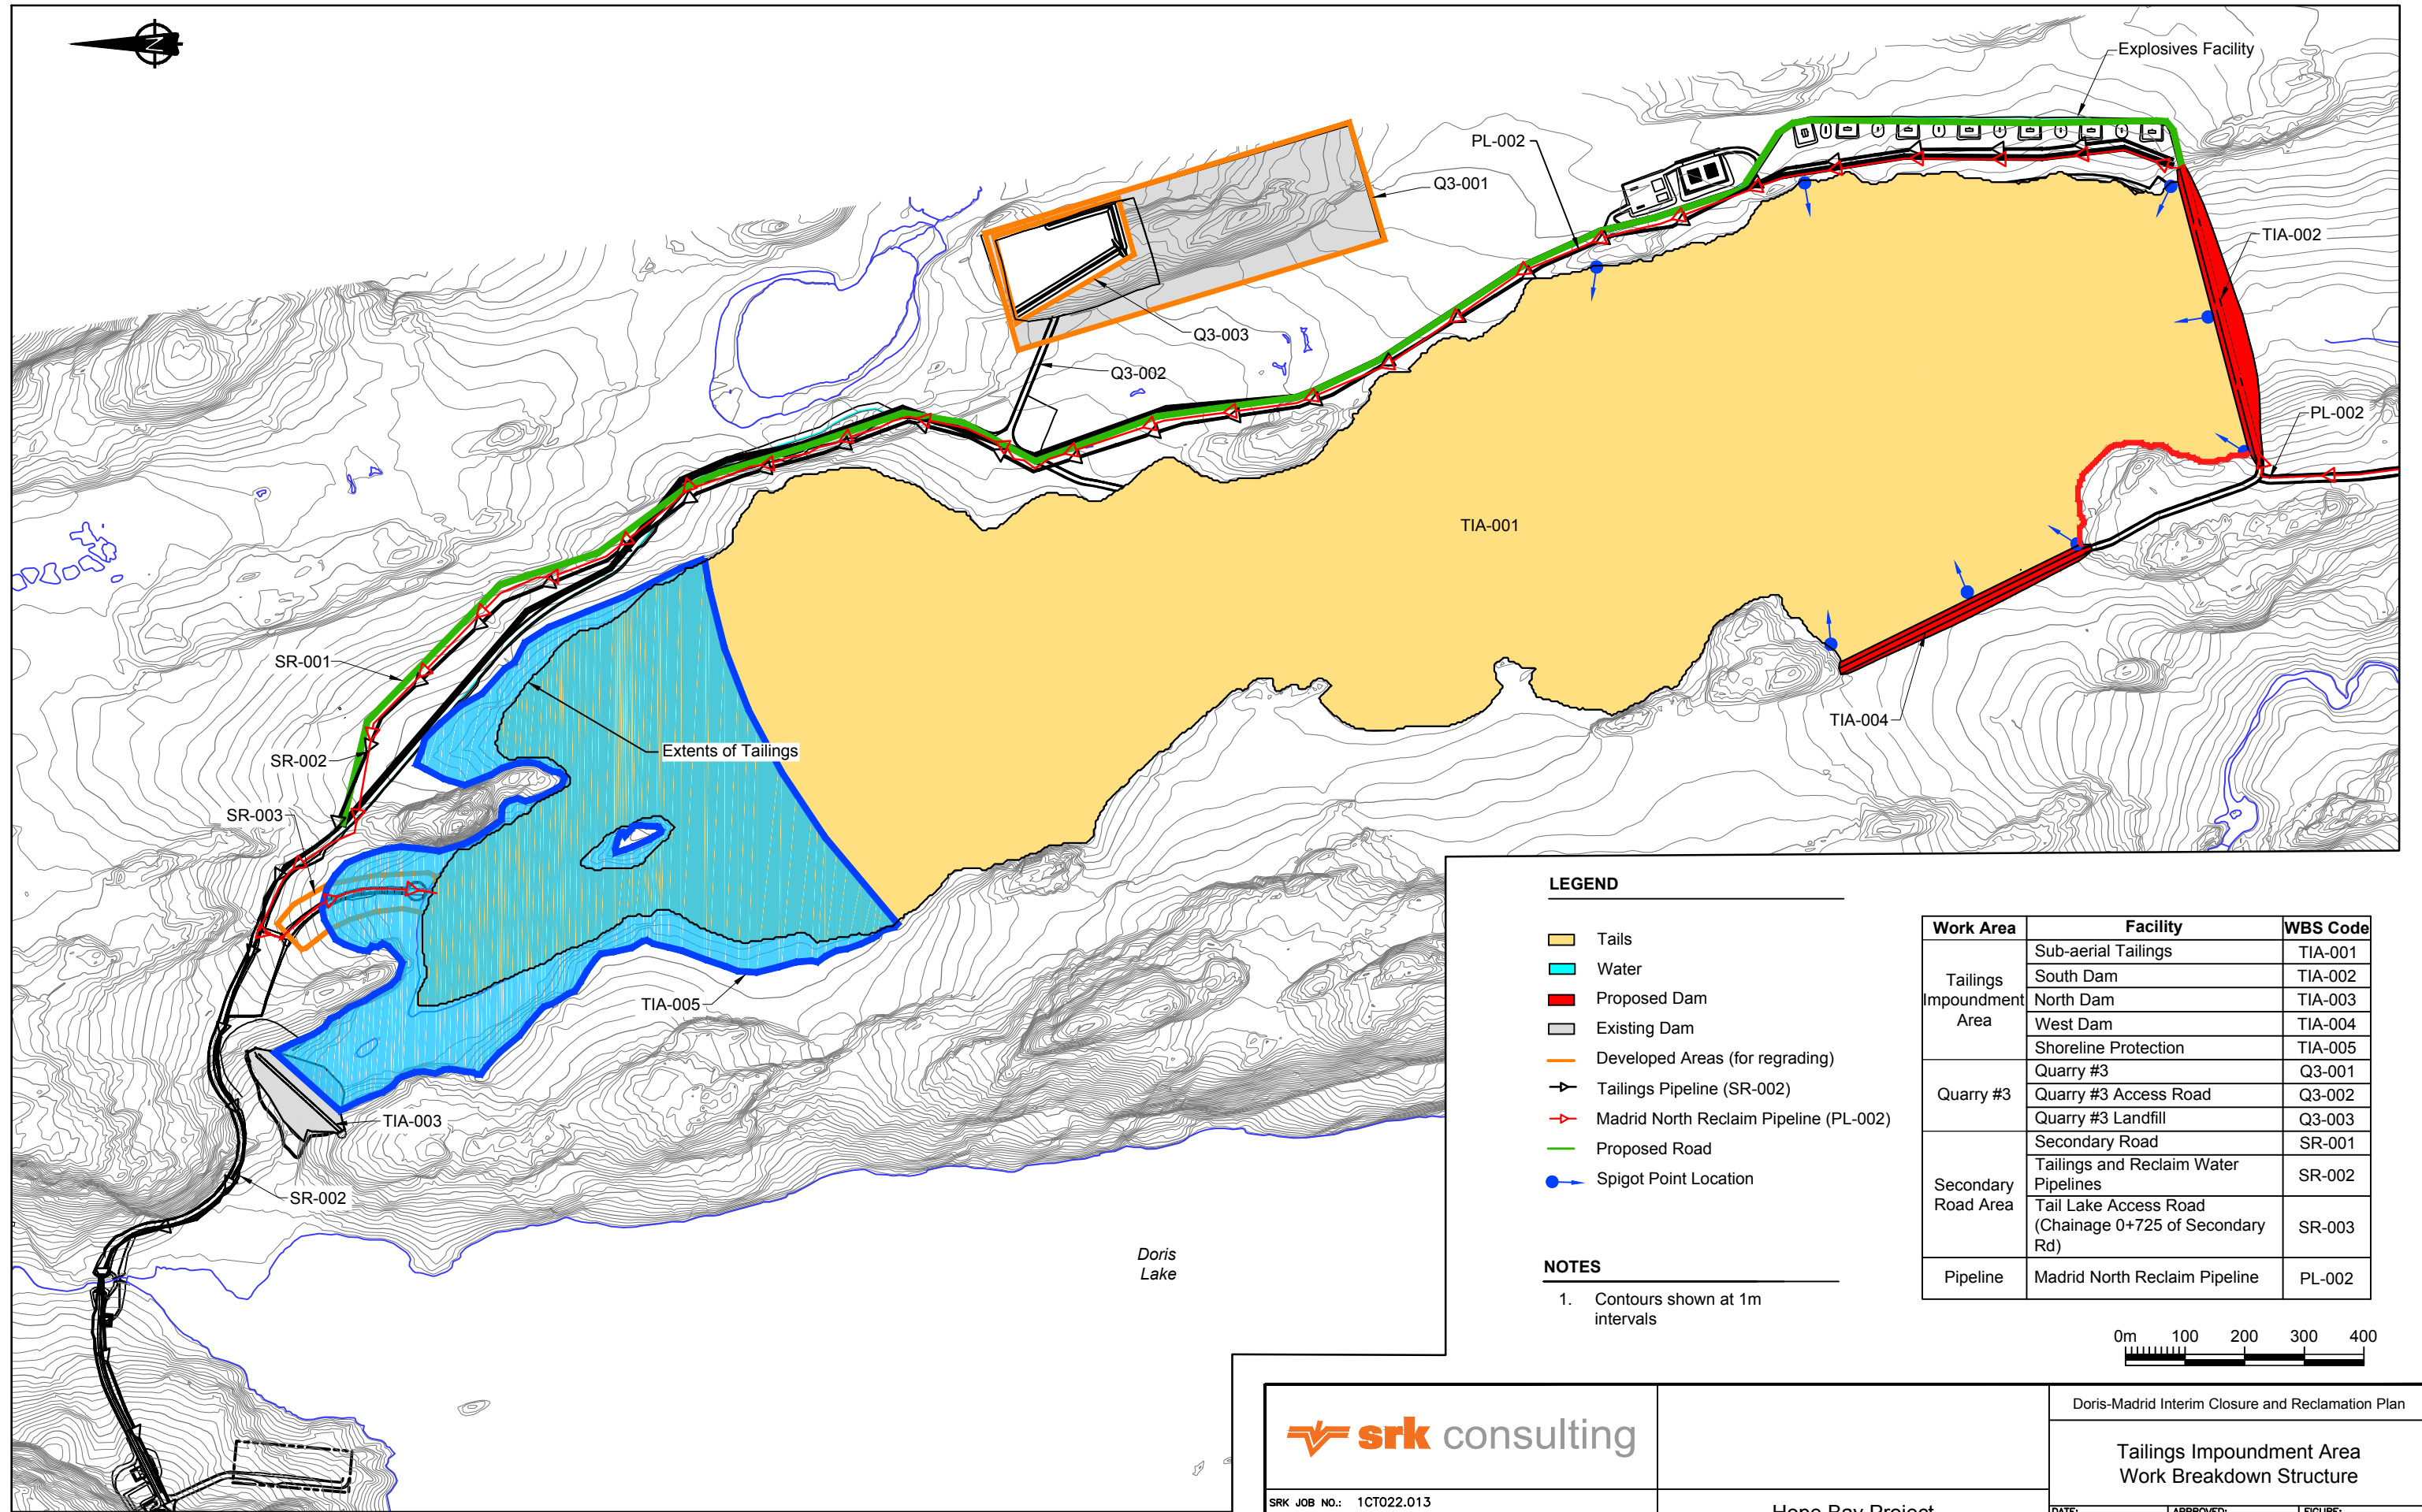 N
Explosives Facility
PL-002
Q3-001
TIA-002
Q3-003
Q3-002
PL-002
TIA-001
SR-001
Extents of Tailings
TIA-004
SR-002
SR-003
TIA-005
TIA-003
SR-002
Doris
Lake
LEGEND
Tails
Water
Proposed Dam
Existing Dam
Developed Areas (for regrading)
Tailings Pipeline (SR-002)
Madrid North Reclaim Pipeline (PL-002)
Proposed Road
Spigot Point Location
NOTES
1. Contours shown at 1m
intervals
Work Area Facility WBS Code
Tailings
Impoundment
Area
Sub-aerial Tailings TIA-001
South Dam TIA-002
North Dam TIA-003
West Dam TIA-004
Shoreline Protection TIA-005
Quarry #3
Quarry #3 Q3-001
Quarry #3 Access Road Q3-002
Quarry #3 Landfill Q3-003
Secondary
Road Area
Secondary Road SR-001
Tailings and Reclaim Water
Pipelines SR-002
Tail Lake Access Road
(Chainage 0+725 of Secondary
Rd) SR-003
Pipeline Madrid North Reclaim Pipeline PL-002
0m 100 200 300 400
srk consulting
SRK JOB NO.: 1CT022.013
Hope Bay Project
Doris-Madrid Interim Closure and Reclamation Plan
Tailings Impoundment Area
Work Breakdown Structure
DATE: APPROVED: FIGURE: